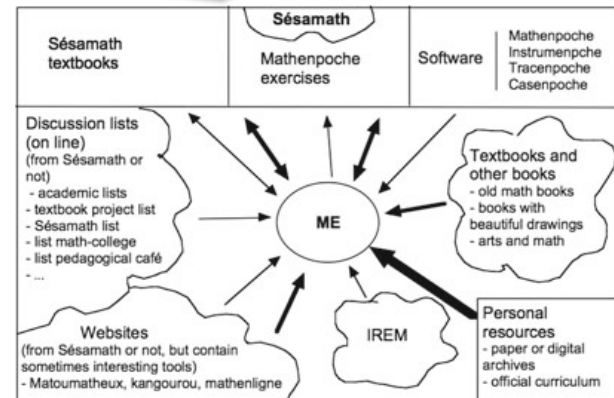 Sésamath
Sésamath
textbooks
Mathenpoche
exercises
Software
Mathenpoche
Instrumenpche
Tracenpoche
Casenpoche
Discussion lists
(on line)
(from Sésamath or
not)
- academic lists
- textbook project list
- Sésamath list
- list math-college
- list pedagogical café
- ...
ME
Textbooks and
other books
- old math books
- books with
beautiful drawings
- arts and math
Websites
(from Sésamath or not, but contain
sometimes interesting tools)
- Matoumatheux, kangourou, mathenligne
IREM
Personal
resources
- paper or digital
archives
- official curriculum